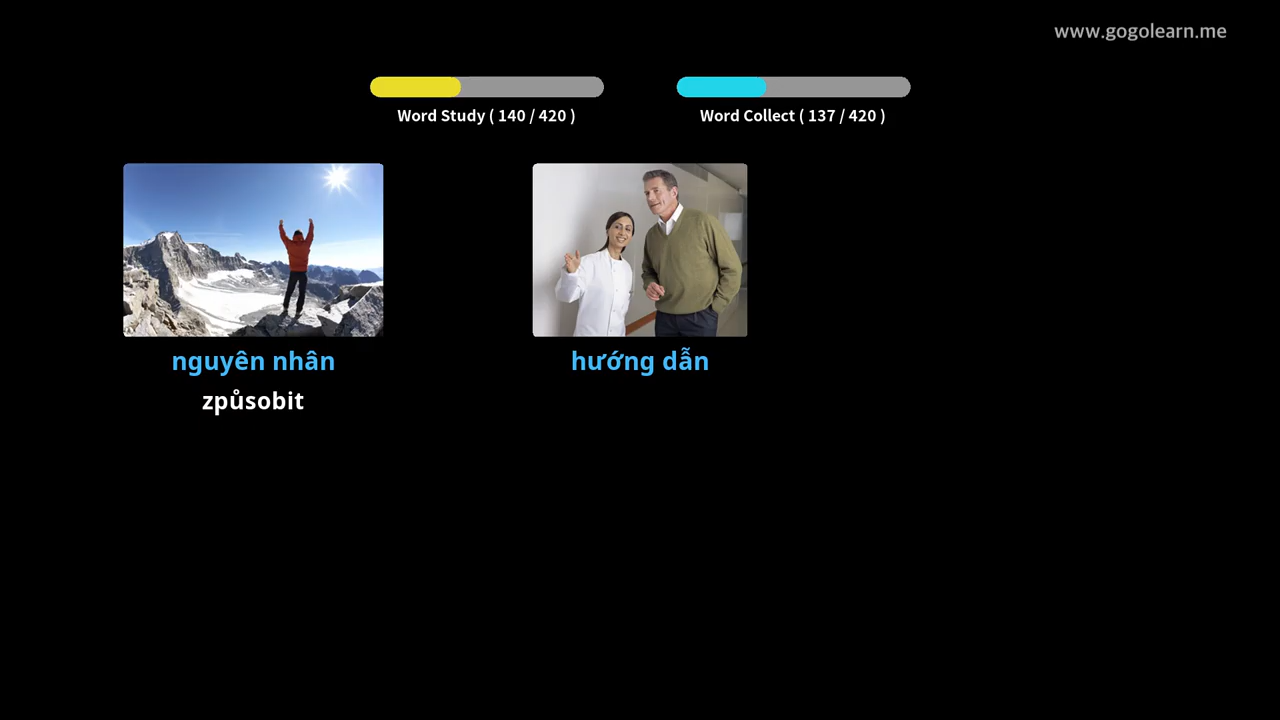 www.gogolearn.me
Word Study ( 140 / 420 )
Word Collect ( 137 / 420 )
nguyên nhân
způsobit
hướng dẫn